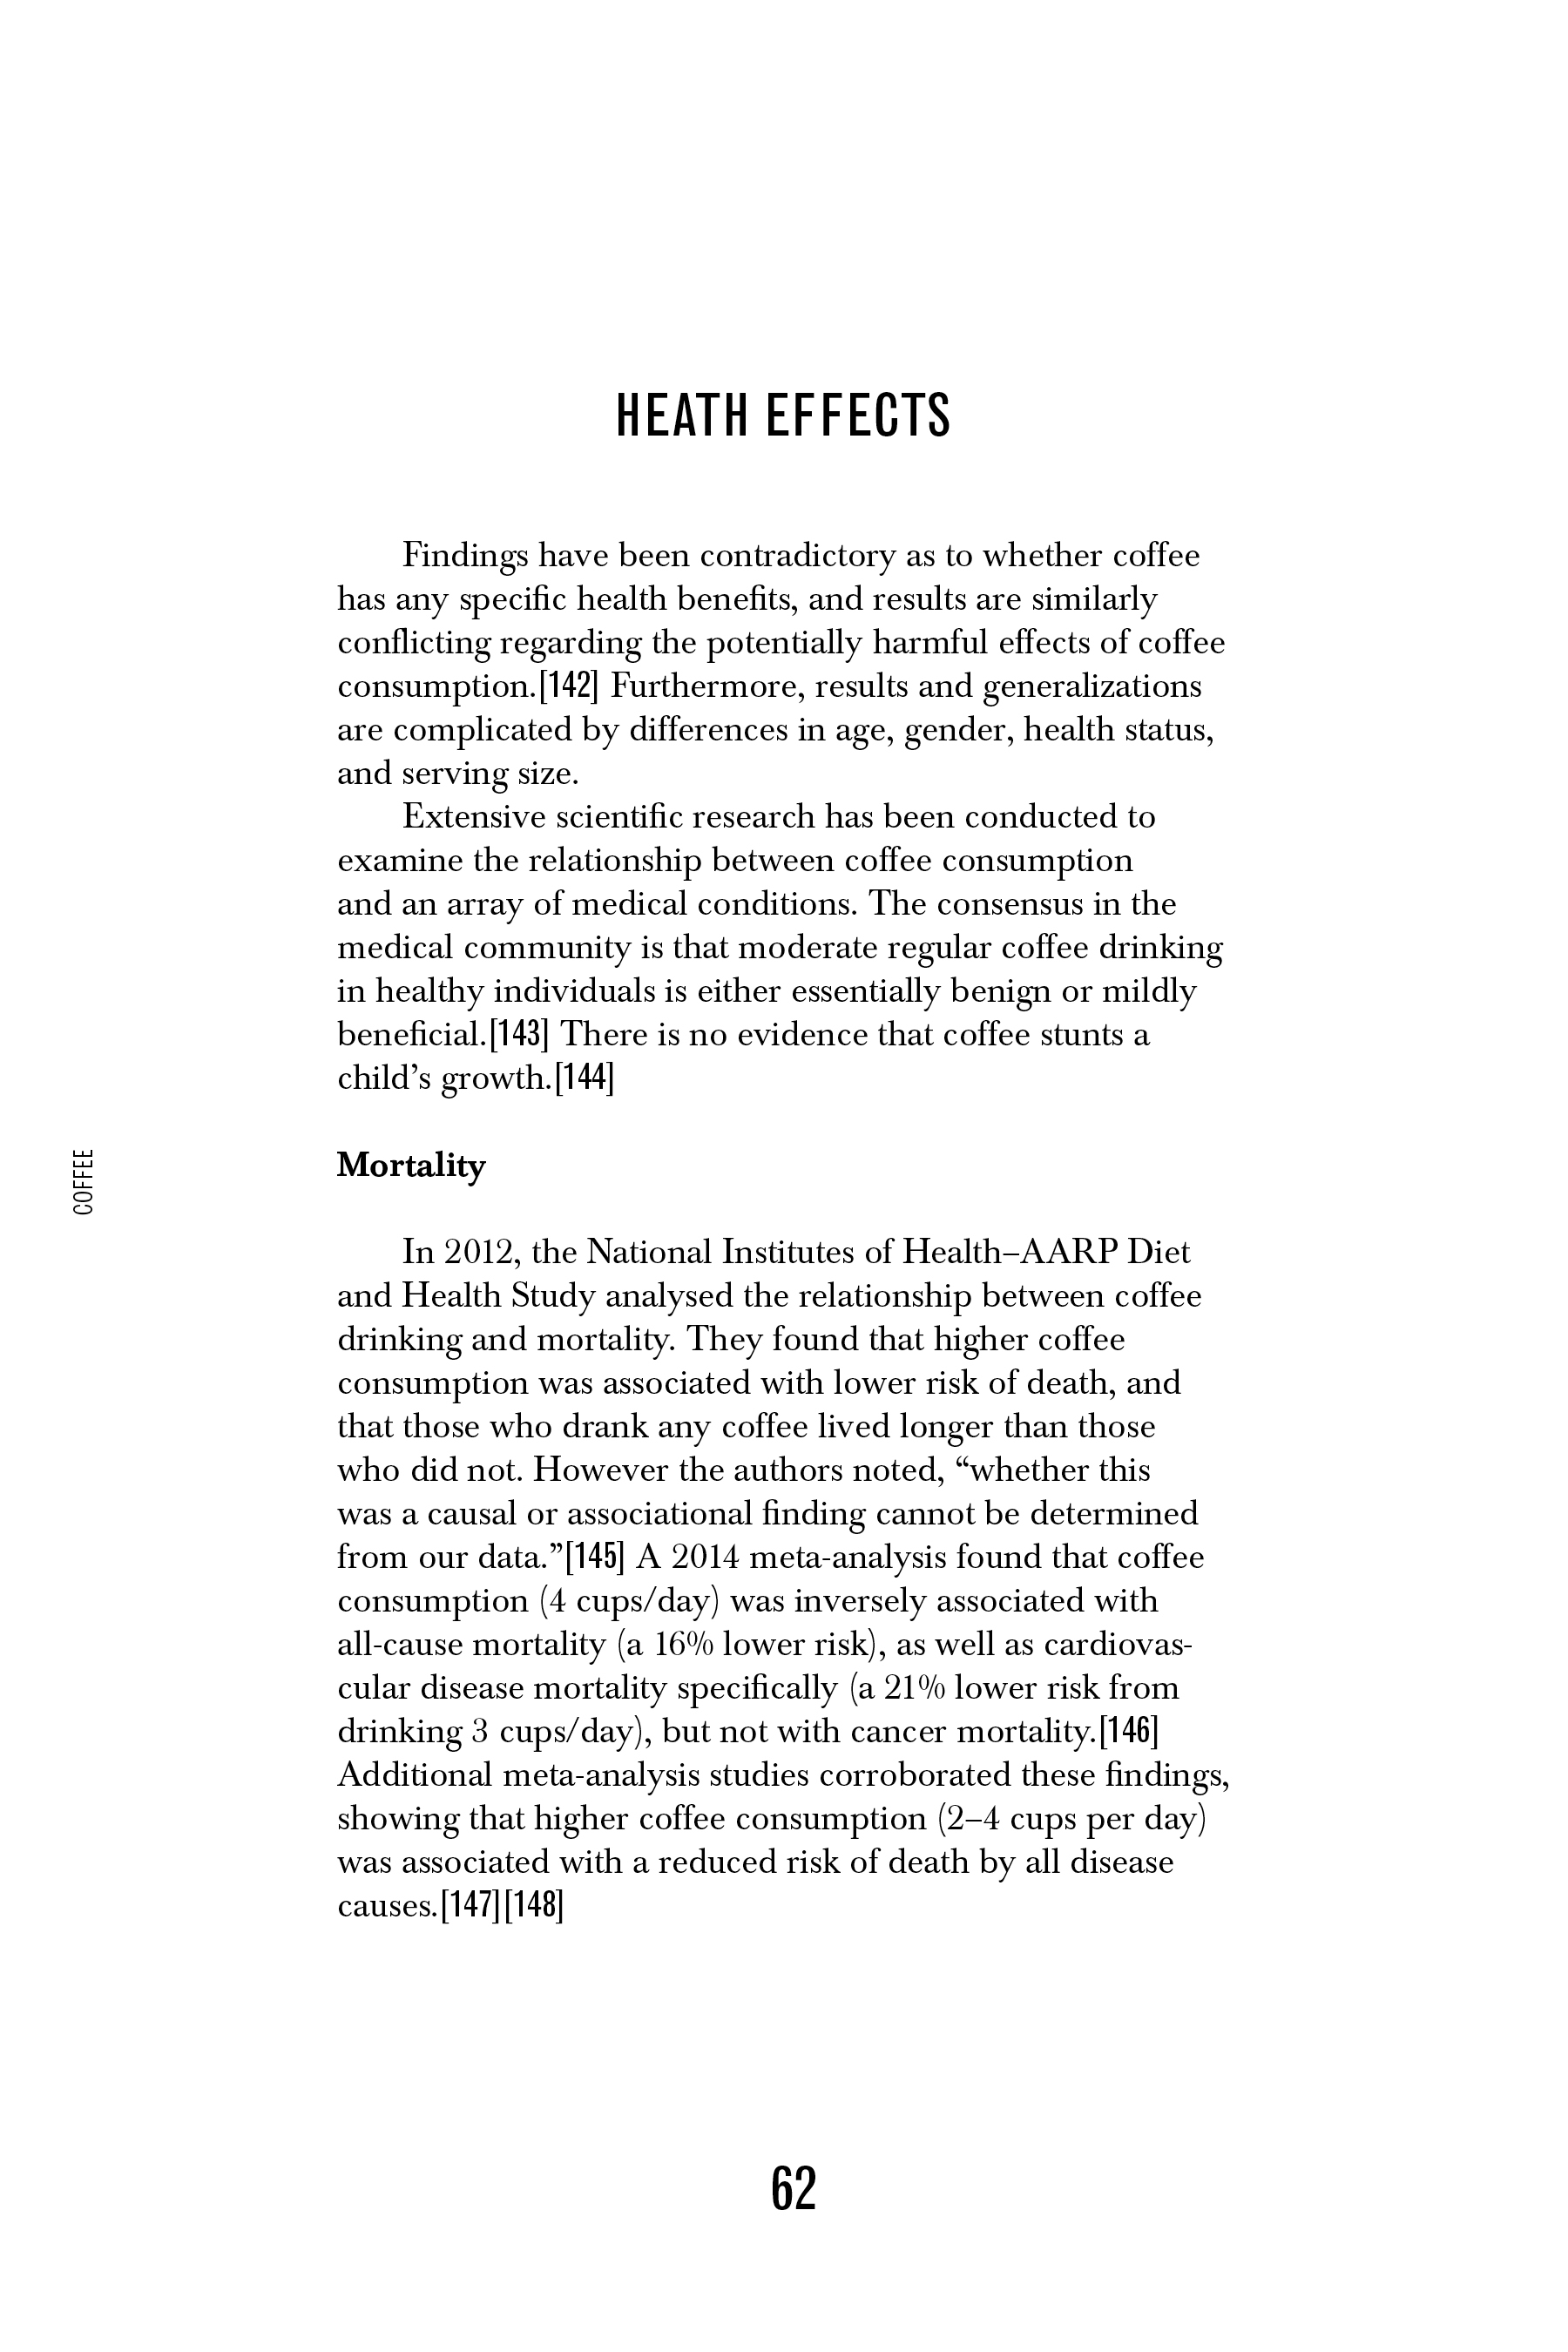 HEATH EFFECTS
Findings have been contradictory as to whether coffee
has any specific health benefits, and results are similarly
conflicting regarding the potentially harmful effects of coffee
consumption.[142] Furthermore, results and generalizations
are complicated by differences in age, gender, health status,
and serving size.
Extensive scientific research has been conducted to
examine the relationship between coffee consumption
and an array of medical conditions. The consensus in the
medical community is that moderate regular coffee drinking
in healthy individuals is either essentially benign or mildly
beneficial.[143] There is no evidence that coffee stunts a
child’s growth.[144]
COFFEE
Mortality
In 2012, the National Institutes of Health–AARP Diet
and Health Study analysed the relationship between coffee
drinking and mortality. They found that higher coffee
consumption was associated with lower risk of death, and
that those who drank any coffee lived longer than those
who did not. However the authors noted, “whether this
was a causal or associational finding cannot be determined
from our data.”[145] A 2014 meta-analysis found that coffee
consumption (4 cups/day) was inversely associated with
all-cause mortality (a 16% lower risk), as well as cardiovas-
cular disease mortality specifically (a 21% lower risk from
drinking 3 cups/day), but not with cancer mortality.[146]
Additional meta-analysis studies corroborated these findings,
showing that higher coffee consumption (2–4 cups per day)
was associated with a reduced risk of death by all disease
causes.[147][148]
62